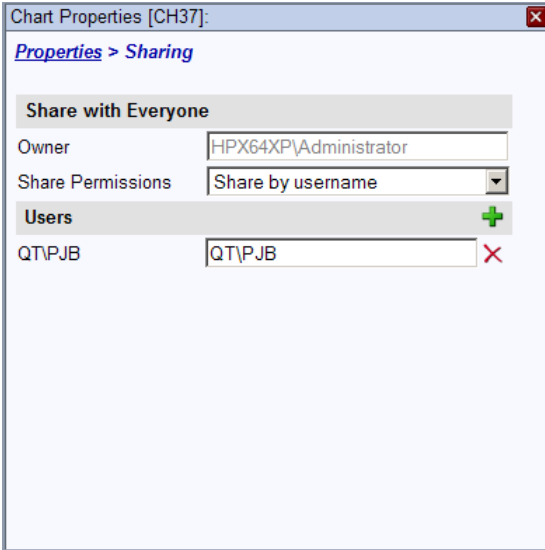 Chart Properties [CH37]:
Properties > Sharing
Share with Everyone
Owner HPX64XP\Administrator
Share Permissions Share by username
Users
QT\PJB QT\PJB